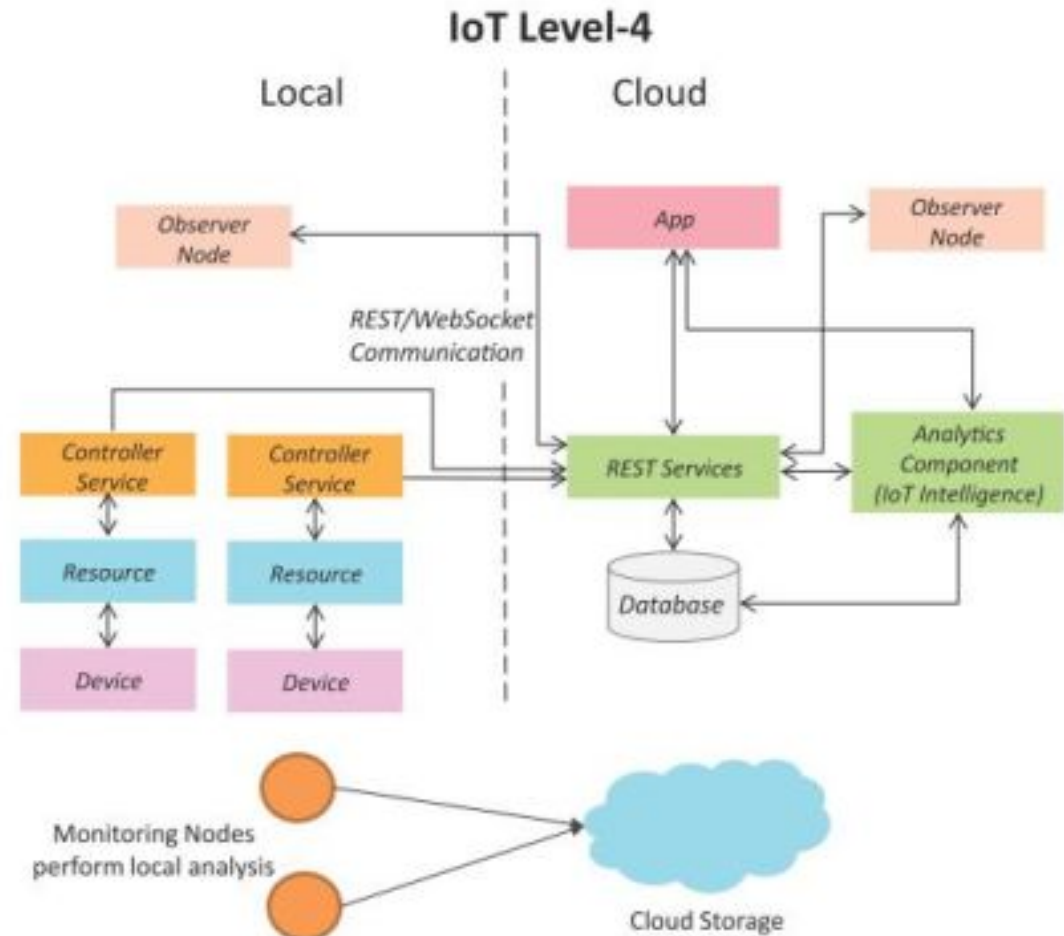 IoT Level-4
Local
Cloud
Observer
Node
App
Observer
Node
REST/WebSocket
Communication
Controller
Service
Controller
Service
REST Services
Analytics
Component
(IoT Intelligence)
Resource
Resource
Database
Device
Device
Monitoring Nodes
perform local analysis
Cloud Storage